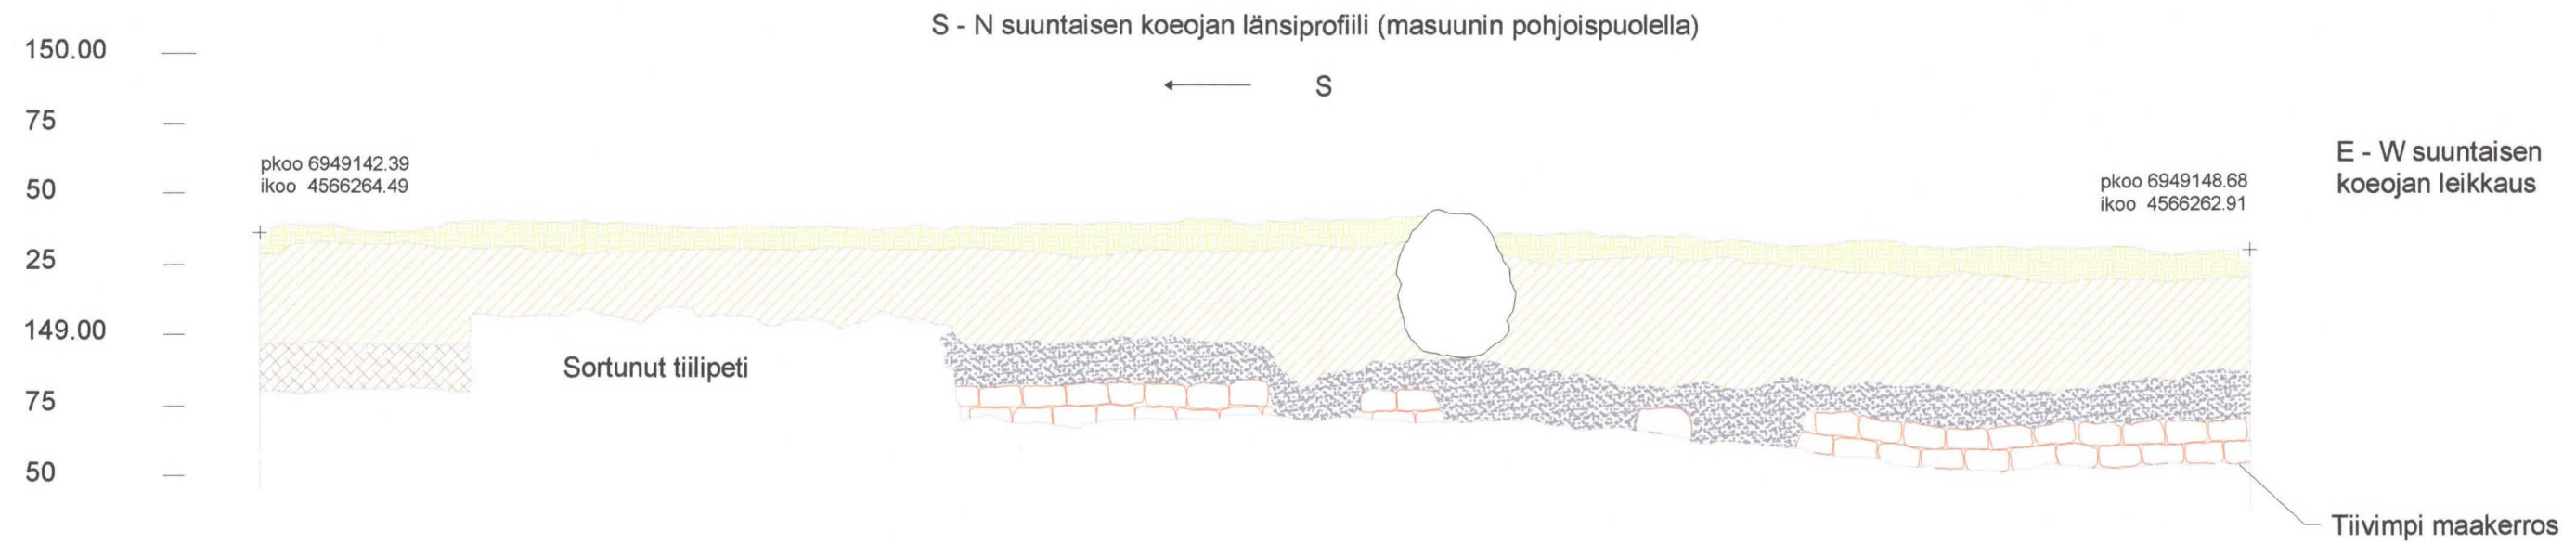 S - N suuntaisen koeojan länsiprofiili (masuunin pohjoispuolella)
150.00
S
75
E - W suuntaisen
koeojan leikkaus
pkoo 6949142.39
ikoo 4566264.49
50
pkoo 6949148.68
ikoo 4566262.91
25
149.00
Sortunut tiilipeti
75
50
Tiivimpi maakerros